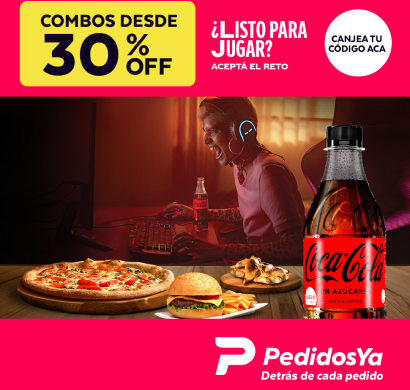 COMBOS DESDE
30% OFF
¿LISTO PARA
JUGAR?
ACEPTÁ EL RETO
CANJEA TU
CÓDIGO ACA
Coca-Cola
SIN AZÚCAR
PedidosYa
Detrás de cada pedido